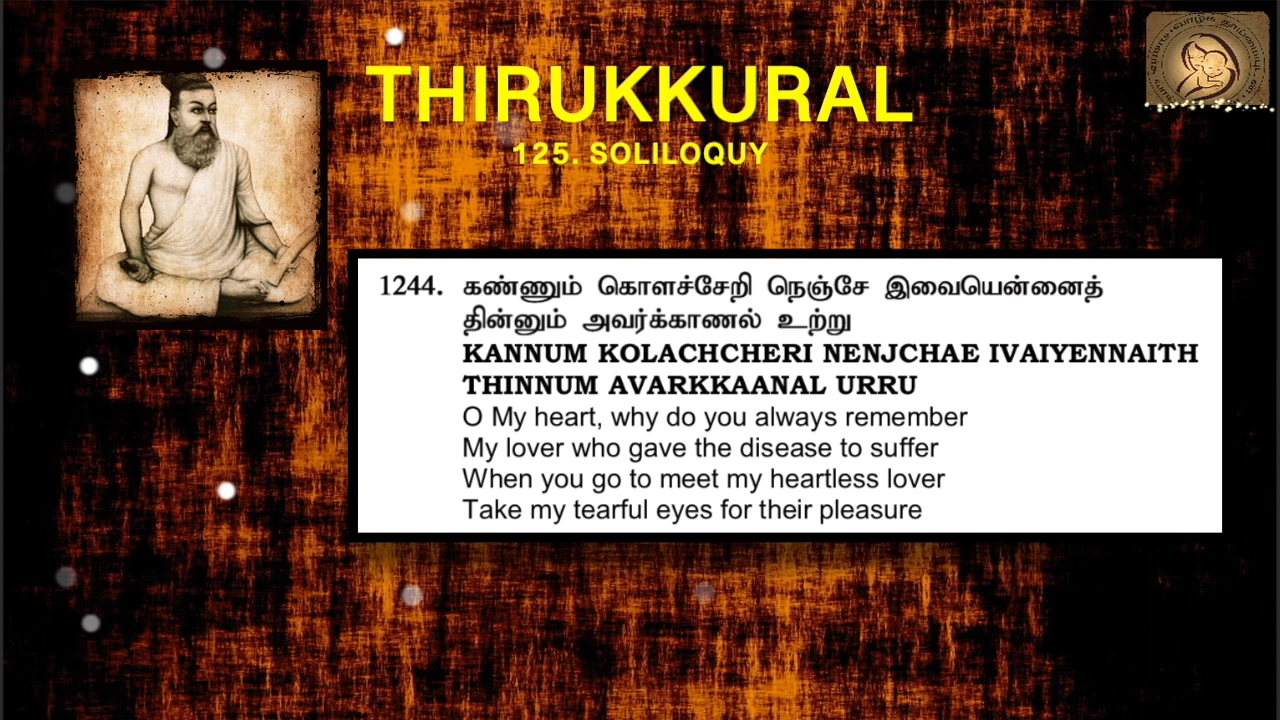 THIRUKKURAL
125. SOLILOQUY
1244. கண்ணும் கொளச்சேறி நெஞ்சே இவையென்னைத்
தின்னும் அவர்க்காணல் உற்று
KANNUM KOLACHCHERI NENJCHAE IVAIYENNAITH
THINNUM AVARKKAANAL URRU
O My heart, why do you always remember
My lover who gave the disease to suffer
When you go to meet my heartless lover
Take my tearful eyes for their pleasure